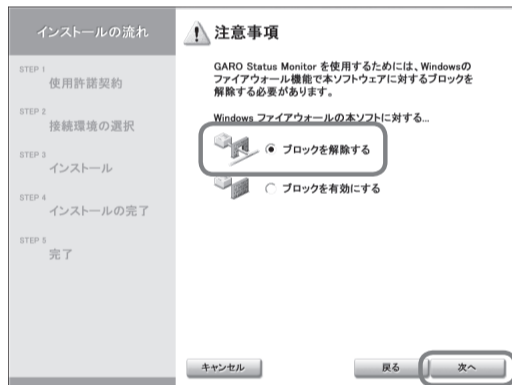 インストールの流れ
STEP 1
使用許諾契約
STEP 2
接続環境の選択
STEP 3
インストール
STEP 4
インストールの完了
STEP 5
完了
注意事項
GARO Status Monitor を使用するためには、Windowsの
ファイアウォール機能で本ソフトウェアに対するブロックを
解除する必要があります。
Windows ファイアウォールの本ソフトに対する...
ブロックを解除する
ブロックを有効にする
キャンセル
戻る
次へ